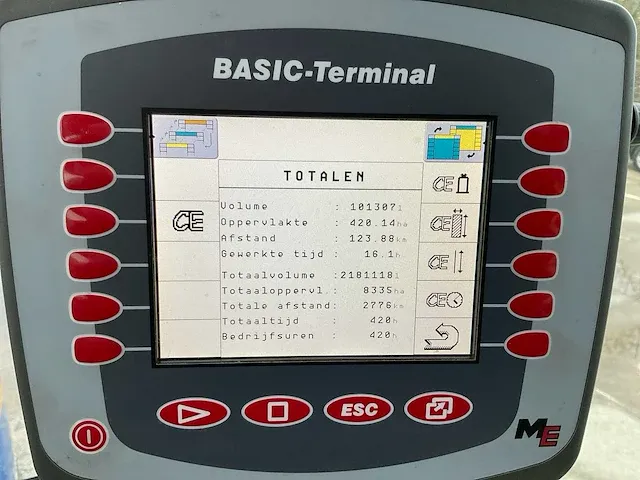 BASIC-Terminal
TOTALEN
Volume : 101307l
Oppervlakte : 420.14ha
Afstand : 123.88km
Gewerkte tijd : 16.1h
Totaalvolume :2181118l
Totaaloppervl.: 8335ha
Totale afstand: 2776km
Totaaltijd : 420h
Bedrijfsuren : 420h
CE
CE
CE
CE
CE
ESC
ME